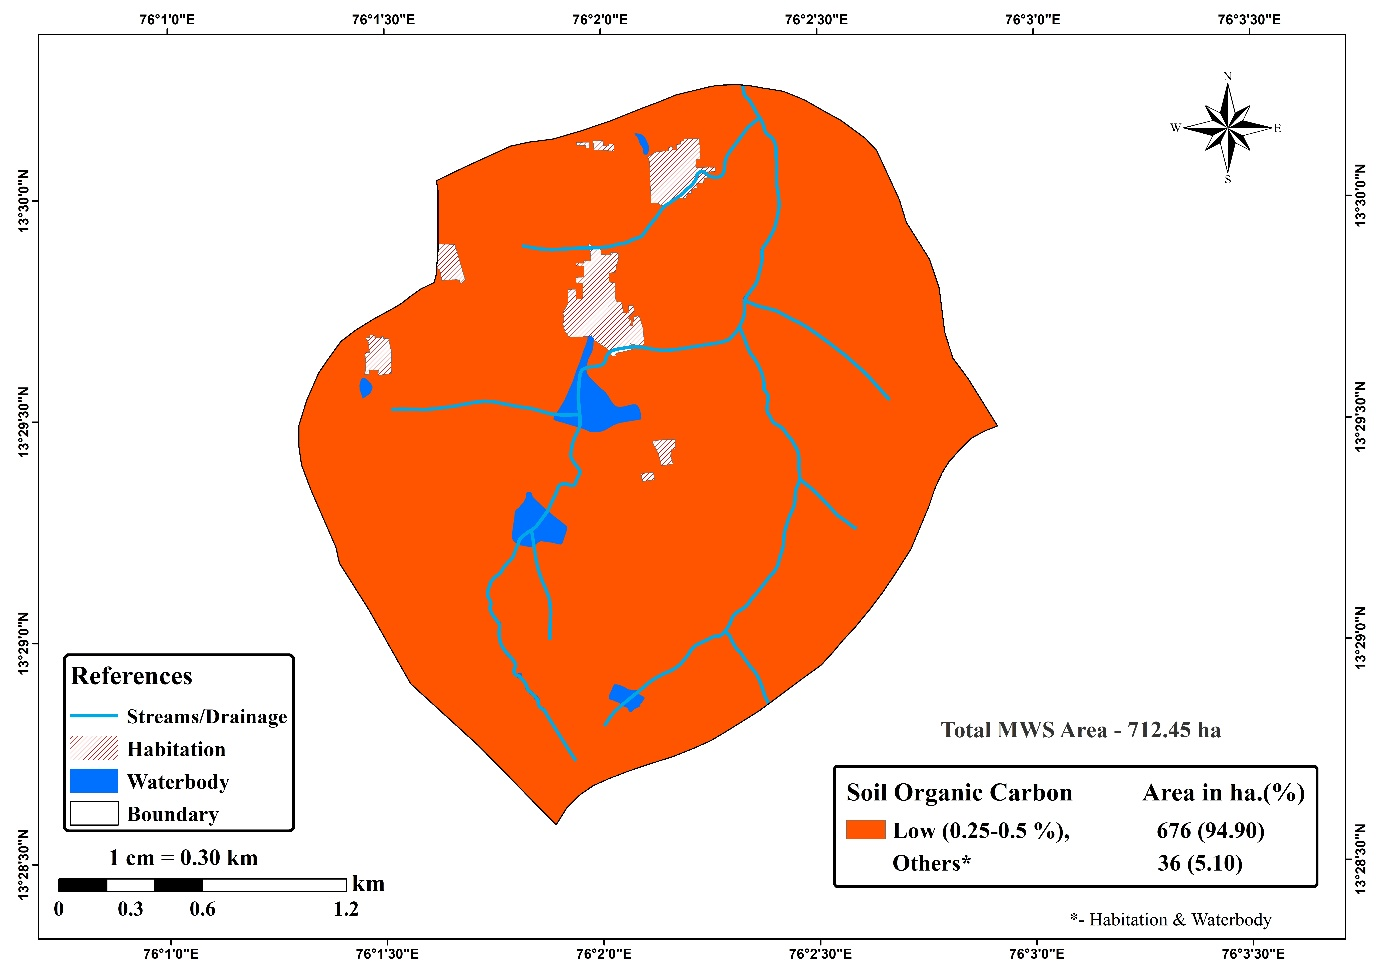 76°1'0"E 76°1'30"E 76°2'0"E 76°2'30"E 76°3'0"E 76°3'30"E
N
W E
S
13°30'0"N 13°30'0"N
13°29'30"N 13°29'30"N
13°29'0"N 13°29'0"N
13°28'30"N 13°28'30"N
References
Streams/Drainage
Habitation
Waterbody
Boundary
1 cm = 0.30 km
km
0 0.3 0.6 1.2
Total MWS Area - 712.45 ha
Soil Organic Carbon Area in ha.(%)
Low (0.25-0.5 %), 676 (94.90)
Others* 36 (5.10)
*- Habitation & Waterbody
76°1'0"E 76°1'30"E 76°2'0"E 76°2'30"E 76°3'0"E 76°3'30"E